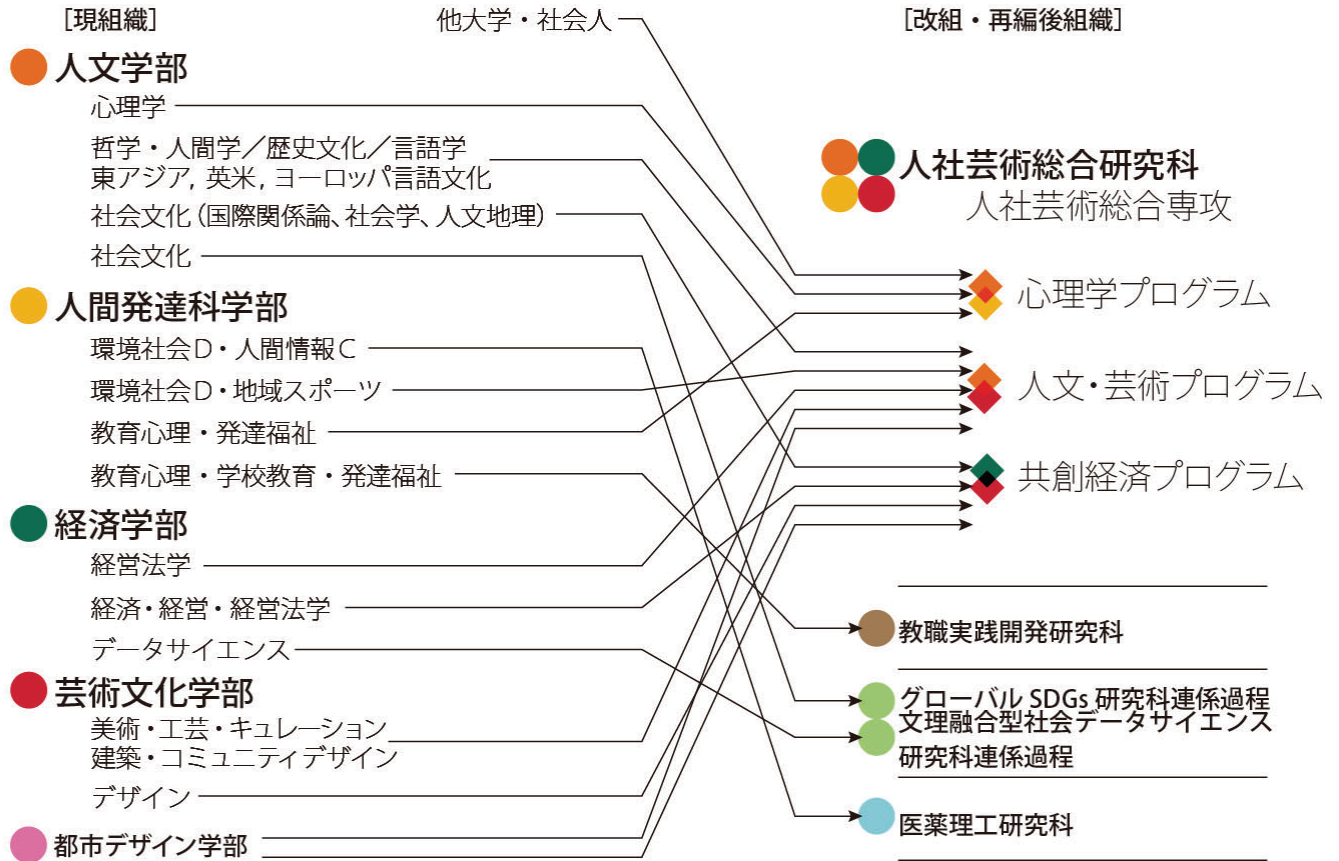 [現組織]
他大学・社会人
[改組・再編後組織]
人文学部
心理学
哲学・人間学／歴史文化／言語学
東アジア, 英米, ヨーロッパ言語文化
社会文化（国際関係論、社会学、人文地理）
社会文化
人間発達科学部
環境社会D・人間情報C
環境社会D・地域スポーツ
教育心理・発達福祉
教育心理・学校教育・発達福祉
経済学部
経営法学
経済・経営・経営法学
データサイエンス
芸術文化学部
美術・工芸・キュレーション
建築・コミュニティデザイン
デザイン
都市デザイン学部
人社芸術総合研究科
人社芸術総合専攻
心理学プログラム
人文・芸術プログラム
共創経済プログラム
教職実践開発研究科
グローバル SDGs 研究科連係過程
文理融合型社会データサイエンス
研究科連係過程
医薬理工研究科